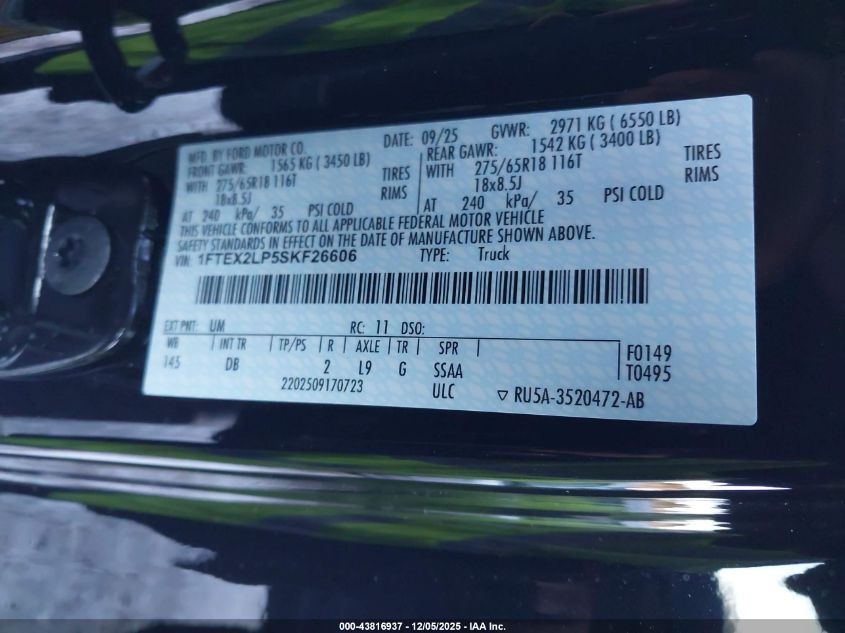 MFD. BY FORD MOTOR CO. DATE: 09/25 GVWR: 2971 KG ( 6550 LB)
FRONT GAWR: 1565 KG ( 3450 LB) REAR GAWR: 1542 KG ( 3400 LB)
WITH 275/65R18 116T TIRES WITH 275/65R18 116T TIRES
18x8.5J RIMS 18x8.5J RIMS
AT 240 kPa/ 35 PSI COLD AT 240 kPa/ 35 PSI COLD
THIS VEHICLE CONFORMS TO ALL APPLICABLE FEDERAL MOTOR VEHICLE
SAFETY STANDARDS IN EFFECT ON THE DATE OF MANUFACTURE SHOWN ABOVE.
VIN: 1FTEX2LP5SKF26606 TYPE: Truck
EXT PNT: UM RC: 11 DSO:
WB INT TR TP/PS R AXLE TR SPR
145 DB 2 L9 G SSAA
F0149
T0495
2202509170723 ULC ▽ RU5A-3520472-AB
000-43816937 - 12/05/2025 - IAA Inc.